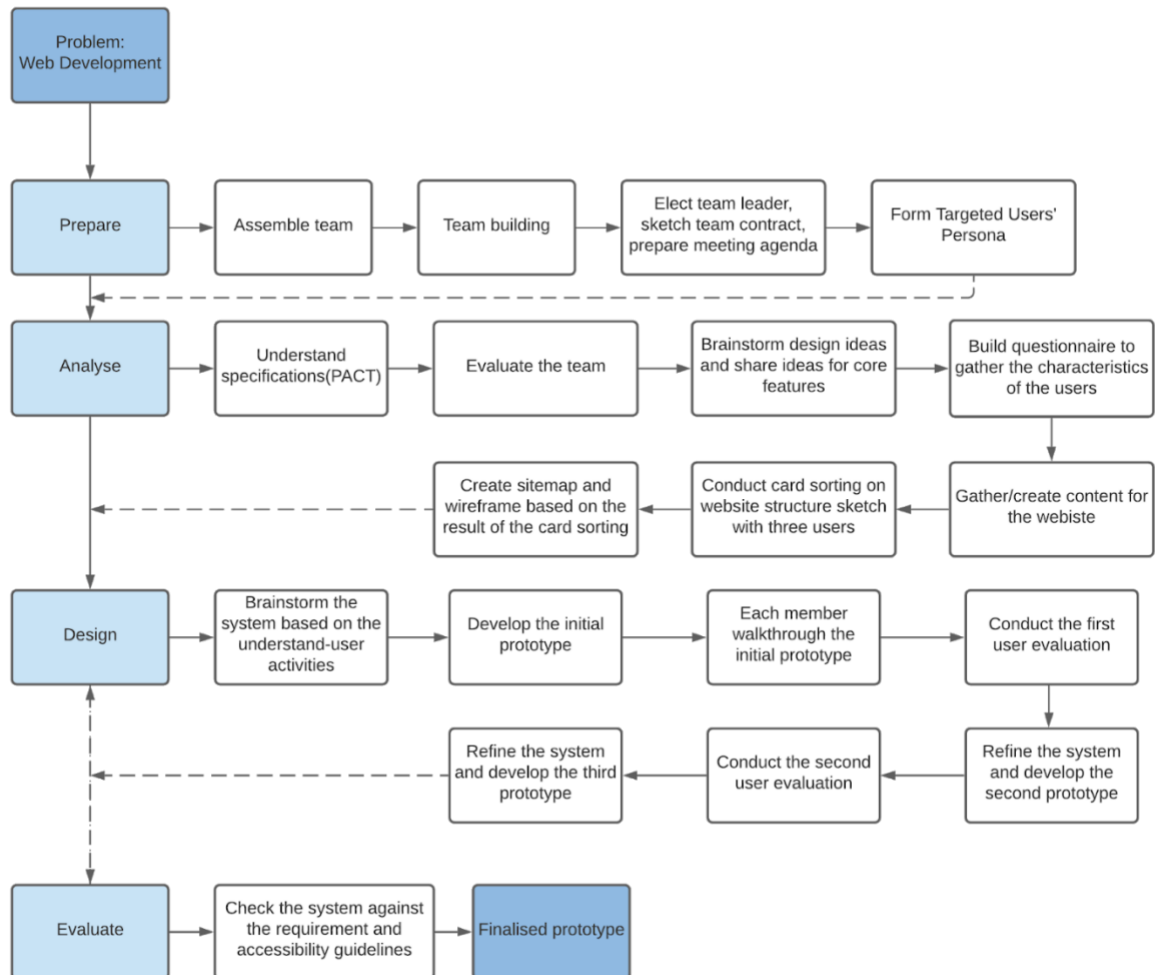 Problem:
Web Development
Prepare
Assemble team
Team building
Elect team leader,
sketch team contract,
prepare meeting agenda
Form Targeted Users'
Persona
Analyse
Understand
specifications(PACT)
Evaluate the team
Brainstorm design ideas
and share ideas for core
features
Build questionnaire to
gather the characteristics
of the users
Gather/create content for
the webiste
Conduct card sorting on
website structure sketch
with three users
Create sitemap and
wireframe based on the
result of the card sorting
Design
Brainstorm the
system based on the
understand-user
activities
Develop the initial
prototype
Each member
walkthrough the
initial prototype
Conduct the first
user evaluation
Refine the system
and develop the
second prototype
Conduct the second
user evaluation
Refine the system
and develop the third
prototype
Evaluate
Check the system against
the requirement and
accessibility guidelines
Finalised prototype